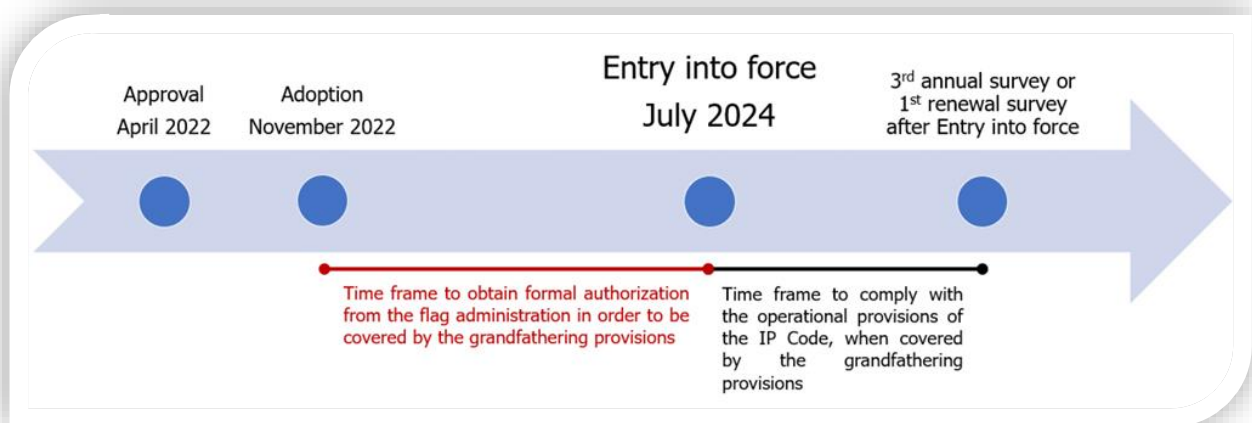 Approval
April 2022
Adoption
November 2022
Entry into force
July 2024
3rd annual survey or
1st renewal survey
after Entry into force
Time frame to obtain formal authorization
from the flag administration in order to be
covered by the grandfathering provisions
Time frame to comply with
the operational provisions of
the IP Code, when covered
by the grandfathering
provisions